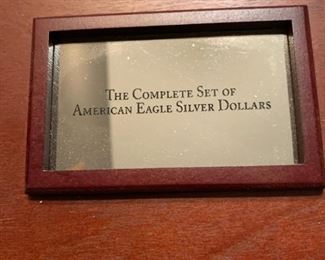 The Complete Set of
American Eagle Silver Dollars